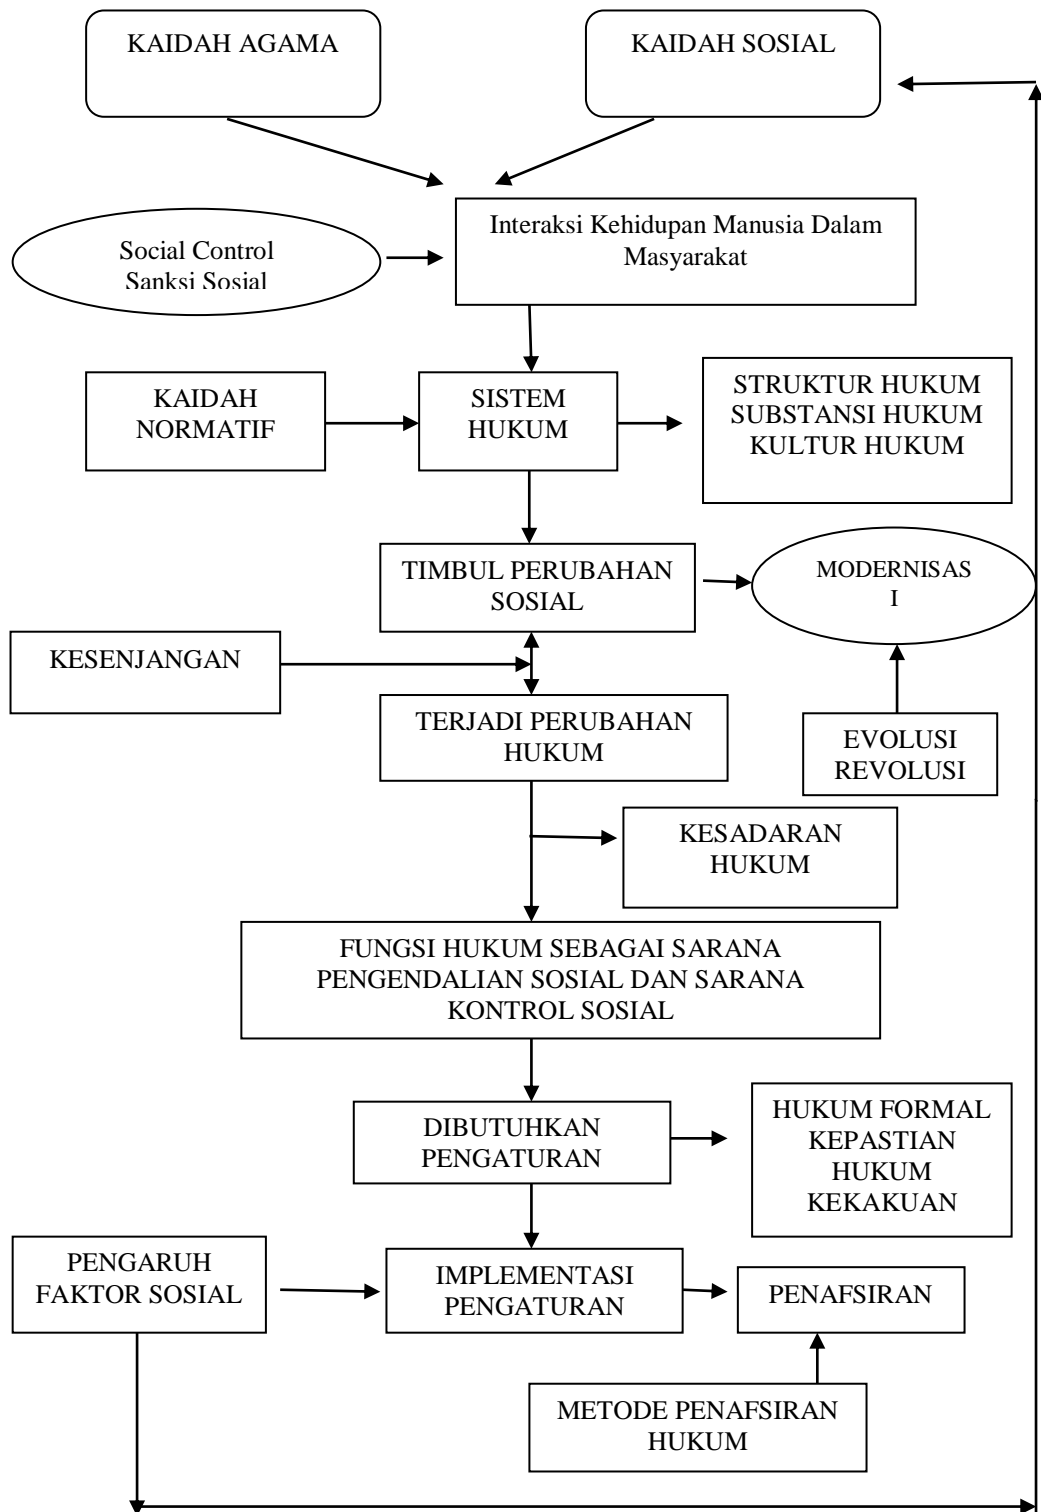 KAIDAH AGAMA
KAIDAH SOSIAL
Interaksi Kehidupan Manusia Dalam
Masyarakat
Social Control
Sanksi Sosial
KAIDAH
NORMATIF
SISTEM
HUKUM
STRUKTUR HUKUM
SUBSTANSI HUKUM
KULTUR HUKUM
TIMBUL PERUBAHAN
SOSIAL
MODERNISAS
I
KESENJANGAN
TERJADI PERUBAHAN
HUKUM
EVOLUSI
REVOLUSI
KESADARAN
HUKUM
FUNGSI HUKUM SEBAGAI SARANA
PENGENDALIAN SOSIAL DAN SARANA
KONTROL SOSIAL
DIBUTUHKAN
PENGATURAN
HUKUM FORMAL
KEPASTIAN
HUKUM
KEKAKUAN
PENGARUH
FAKTOR SOSIAL
IMPLEMENTASI
PENGATURAN
PENAFSIRAN
METODE PENAFSIRAN
HUKUM